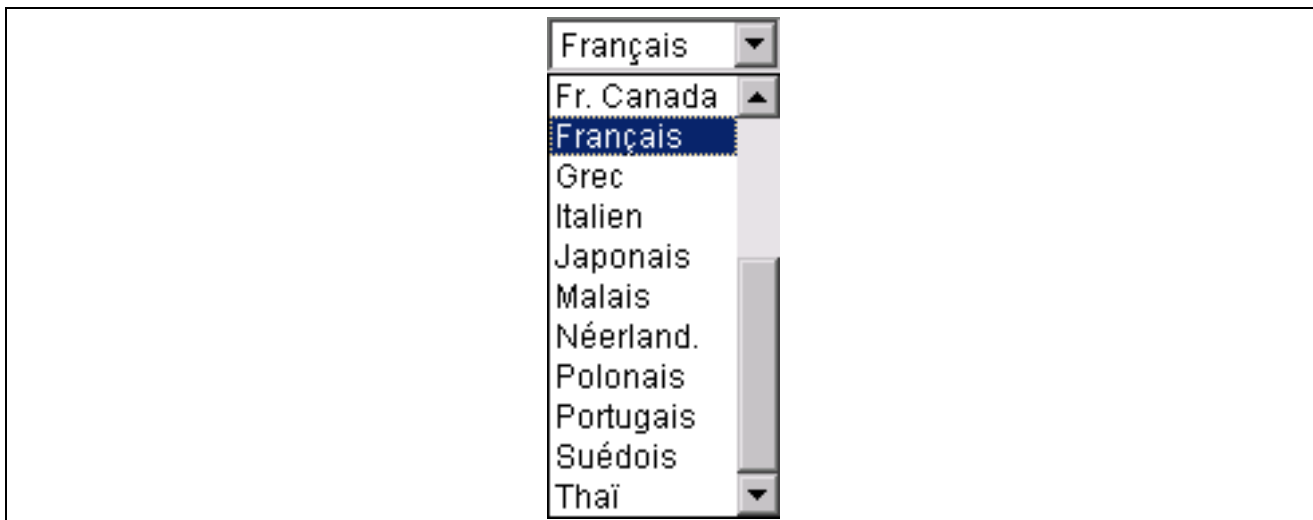 Français
Fr. Canada
Français
Grec
Italien
Japonais
Malais
Néerland.
Polonais
Portugais
Suédois
Thaï